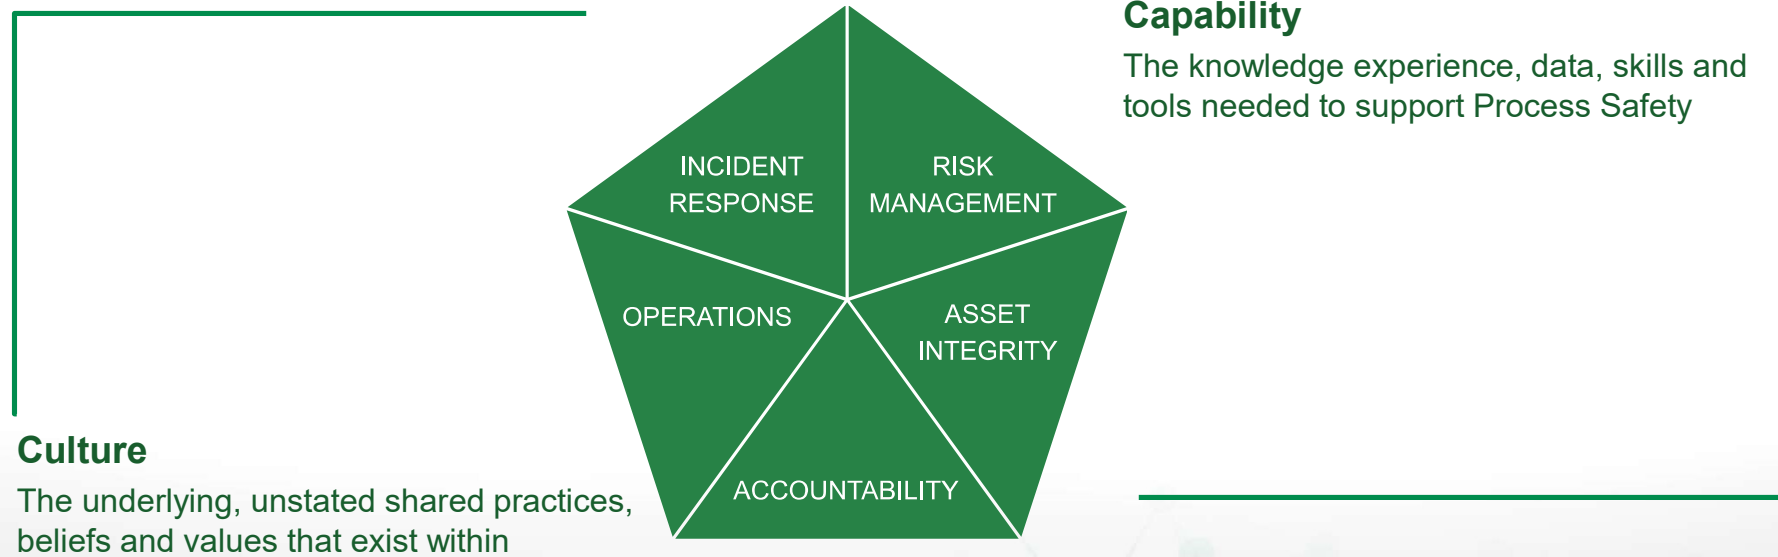 Capability
The knowledge experience, data, skills and
tools needed to support Process Safety
INCIDENT
RESPONSE
RISK
MANAGEMENT
OPERATIONS
ASSET
INTEGRITY
ACCOUNTABILITY
Culture
The underlying, unstated shared practices,
beliefs and values that exist within